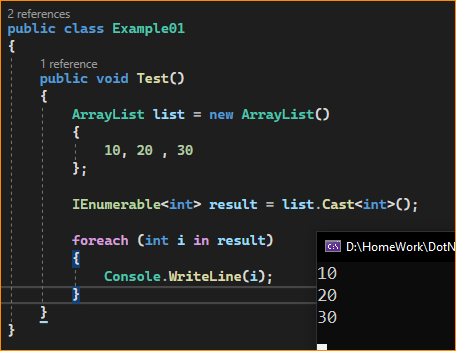 2 references
public class Example01
{
1 reference
public void Test()
{
ArrayList list = new ArrayList()
{
10, 20 , 30
};
IEnumerable<int> result = list.Cast<int>();
foreach (int i in result)
{
Console.WriteLine(i);
}
}
}
D:\HomeWork\DotN
10
20
30